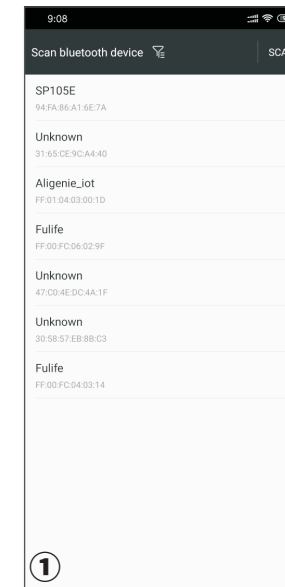 9:08
Scan bluetooth device
SCA
SP105E
94:FA:86:A1:6E:7A
Unknown
31:65:CE:9C:A4:40
Aligenie_iot
FF:01:04:03:00:1D
Fulife
FF:00:FC:06:02:9F
Unknown
47:C0:4E:DC:4A:1F
Unknown
30:58:57:EB:8B:C3
Fulife
FF:00:FC:04:03:14
1